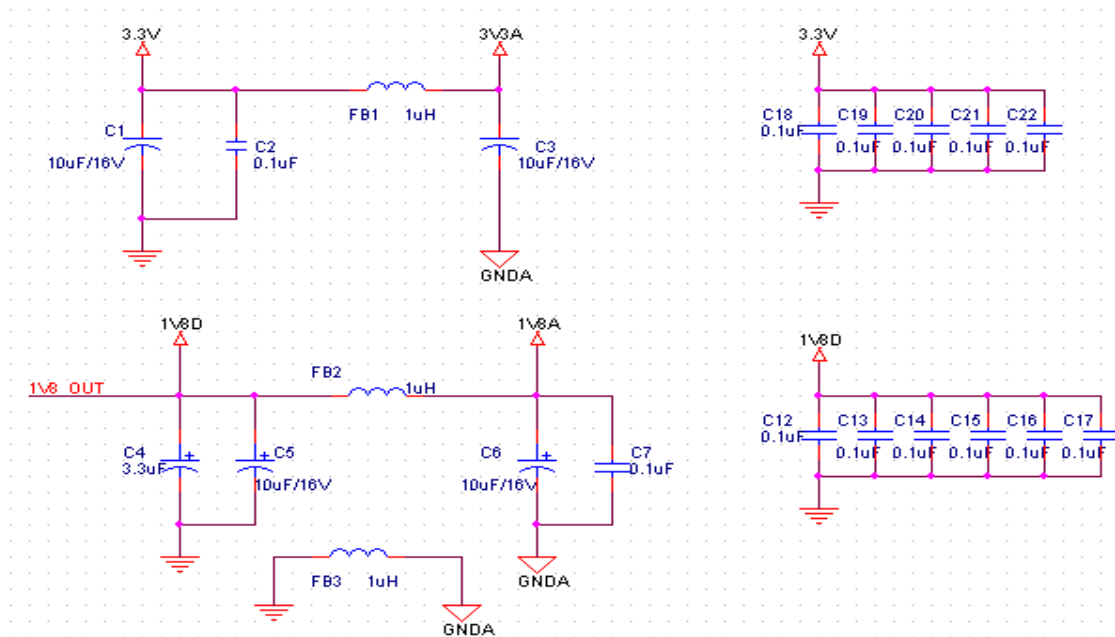 3.3V
3V3A
FB1 1uH
C1
10uF/16V
C2
0.1uF
C3
10uF/16V
GNDA
3.3V
C18
0.1uF
C19
0.1uF
C20
0.1uF
C21
0.1uF
C22
0.1uF
1V8D
1V8A
1V8_OUT
FB2
1uH
C4
3.3uF
+
C5
10uF/16V
+
C6
10uF/16V
+
C7
0.1uF
GNDA
FB3 1uH
GNDA
1V8D
C12
0.1uF
C13
0.1uF
C14
0.1uF
C15
0.1uF
C16
0.1uF
C17
0.1uF